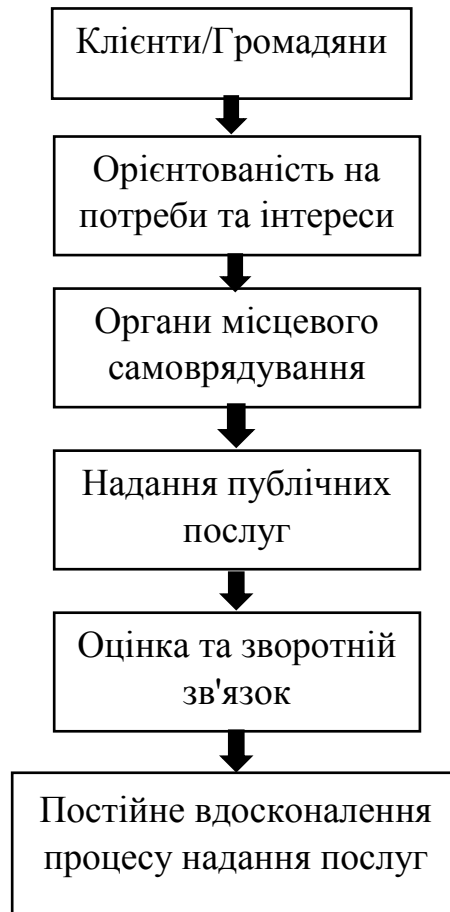 Клієнти/Громадяни
Орієнтованість на
потреби та інтереси
Органи місцевого
самоврядування
Надання публічних
послуг
Оцінка та зворотній
зв'язок
Постійне вдосконалення
процесу надання послуг